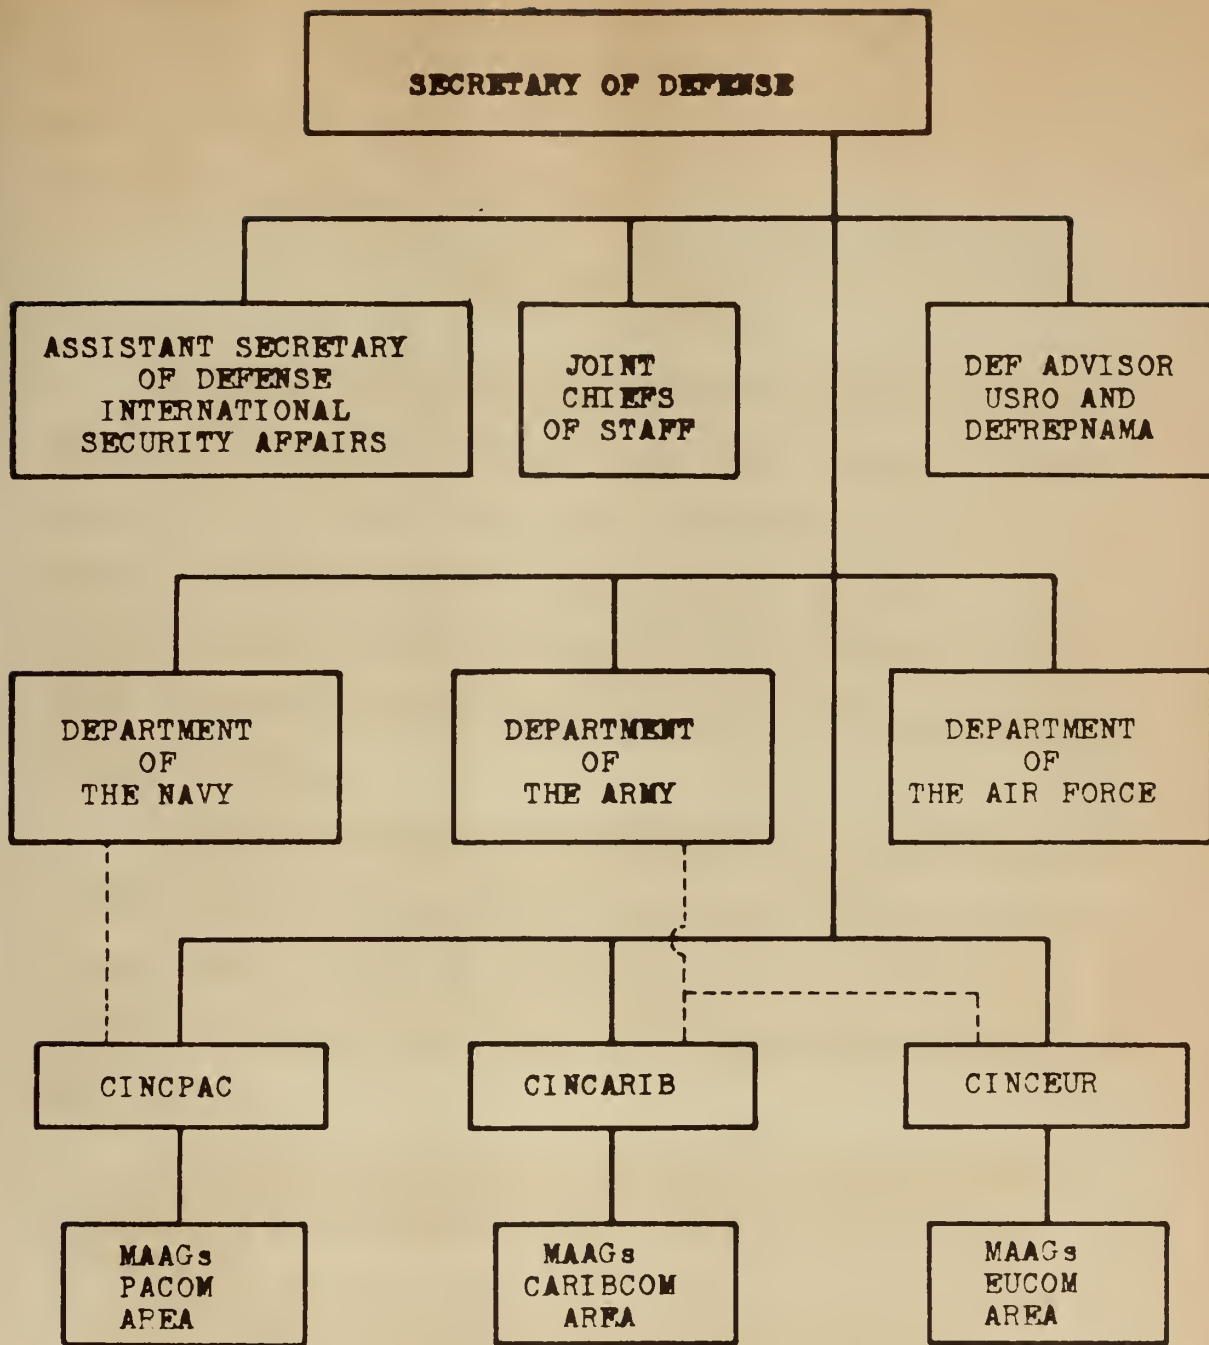 SECRETARY OF DEFENSE
ASSISTANT SECRETARY
OF DEFENSE
INTERNATIONAL
SECURITY AFFAIRS
JOINT
CHIEFS
OF STAFF
DEF ADVISOR
USRO AND
DEFREPNAMA
DEPARTMENT
OF
THE NAVY
DEPARTMENT
OF
THE ARMY
DEPARTMENT
OF
THE AIR FORCE
CINCPAC
CINCARIB
CINCEUR
MAAGs
PACOM
AREA
MAAGs
CARIBCOM
AREA
MAAGs
EUCOM
AREA